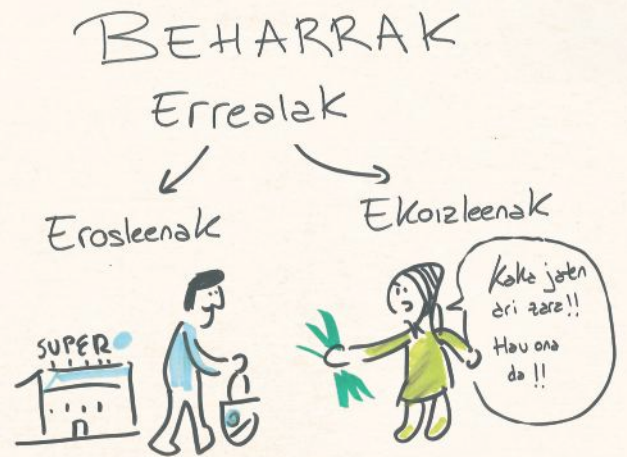 BEHARRAK
Errealak
Erosleenak
Ekoizleenak
SUPER
Kaka jaten
ari zara!!
Hau ona
da!!